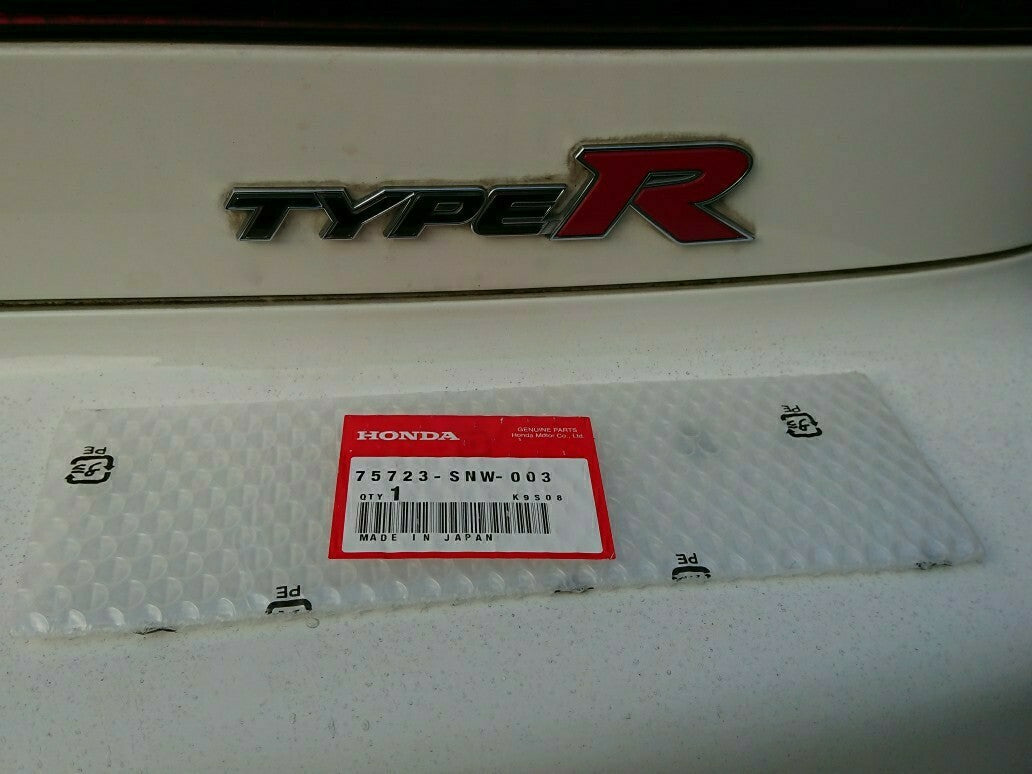 TYPE R
HONDA
GENUINE PARTS
Honda Motor Co., Ltd.
75723-SNW-003
QTY 1
K9S08
MADE IN JAPAN
PE
PE
PE
PE